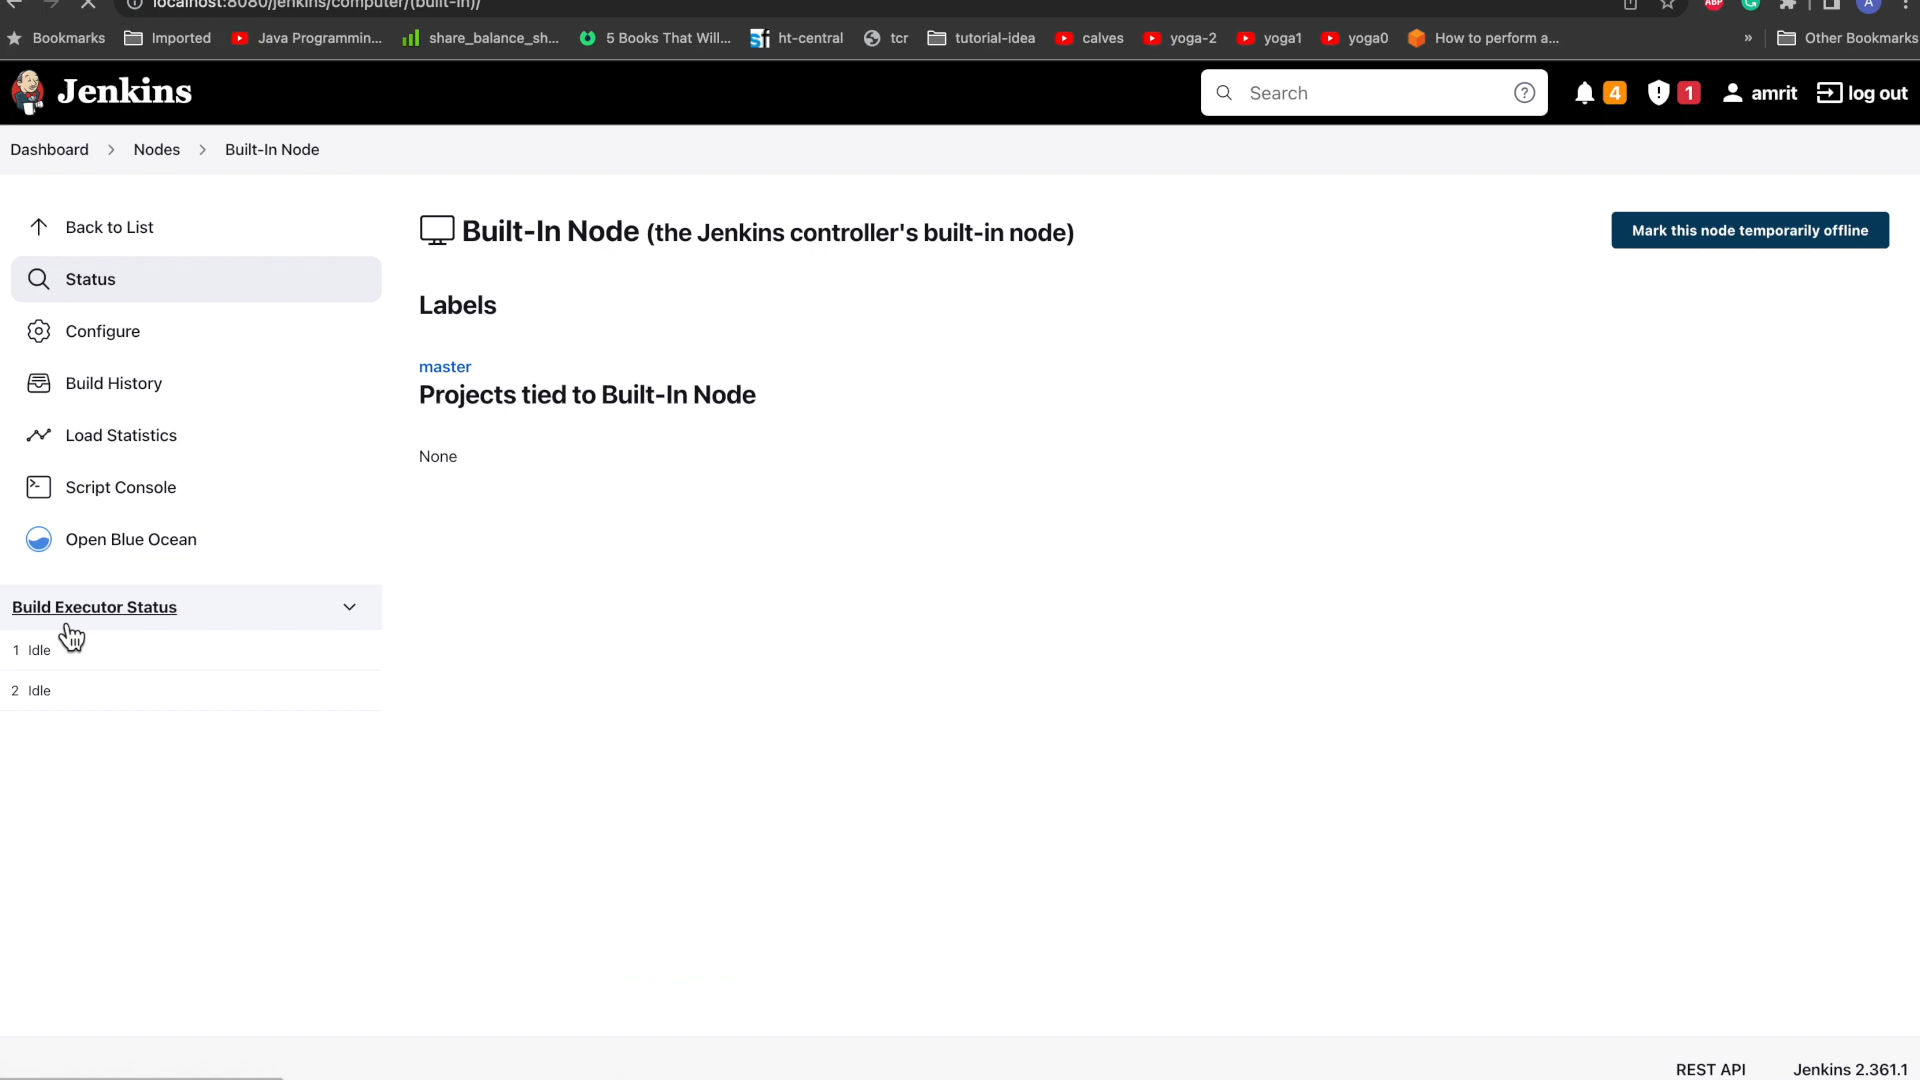 localhost:8080/jenkins/computer/(built-in)/
ABP
A
Bookmarks Imported Java Programmin... share_balance_sh... 5 Books That Will... ht-central tcr tutorial-idea calves yoga-2 yoga1 yoga0 How to perform a... » Other Bookmarks
Jenkins
Search
4
1
amrit
log out
Dashboard > Nodes > Built-In Node
Back to List
Status
Configure
Build History
Load Statistics
Script Console
Open Blue Ocean
Build Executor Status
1 Idle
2 Idle
Built-In Node (the Jenkins controller's built-in node)
Mark this node temporarily offline
Labels
master
Projects tied to Built-In Node
None
REST API Jenkins 2.361.1